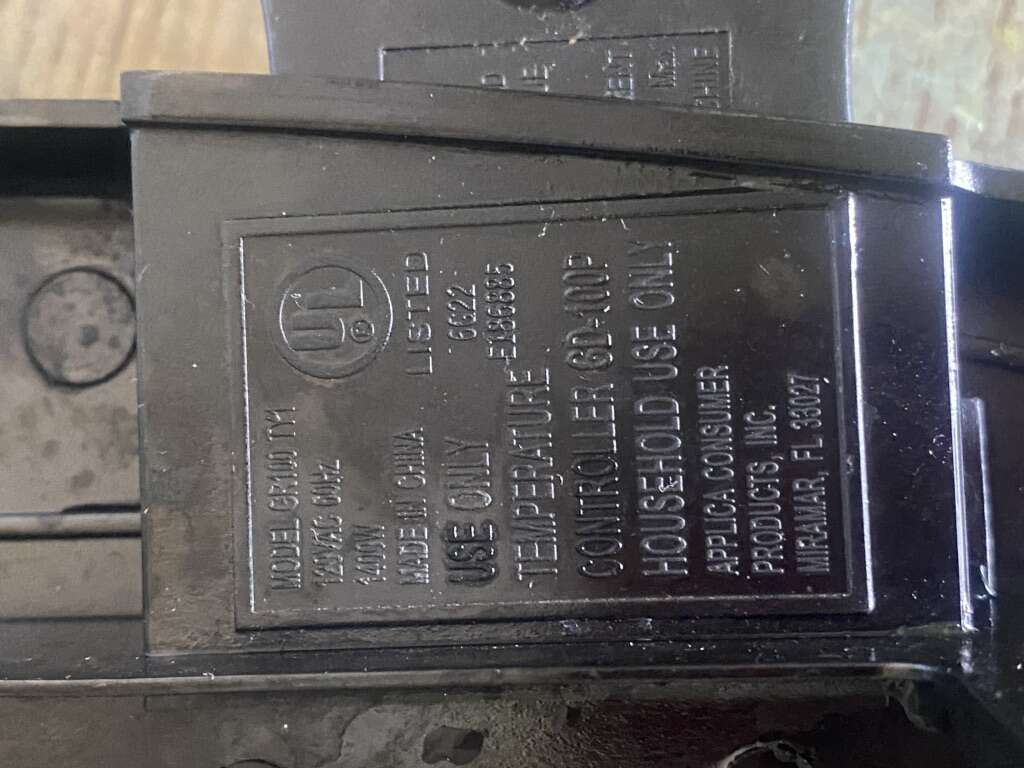 UL
®
LISTED
6G22
E186885
MODEL GR100 TY1
120VAC 60HZ
1400W
MADE IN CHINA
USE ONLY
TEMPERATURE
CONTROLLER GD-100P
HOUSEHOLD USE ONLY
APPLICA CONSUMER
PRODUCTS, INC.
MIRAMAR, FL 33027